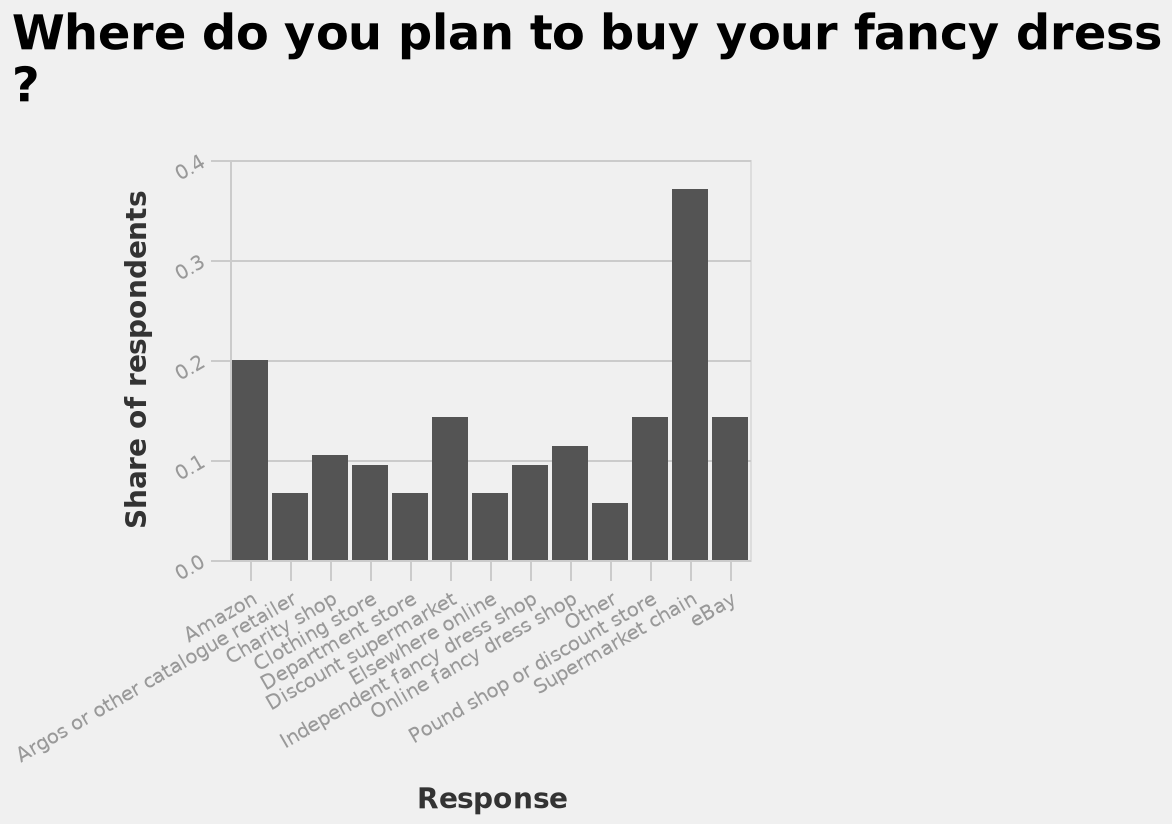 Where do you plan to buy your fancy dress
?
Share of respondents
0.4
0.3
0.2
0.1
0.0
Amazon
Argos or other catalogue retailer
Charity shop
Clothing store
Department store
Discount supermarket
Elsewhere online
Independent fancy dress shop
Online fancy dress shop
Other
Pound shop or discount store
Supermarket chain
eBay
Response